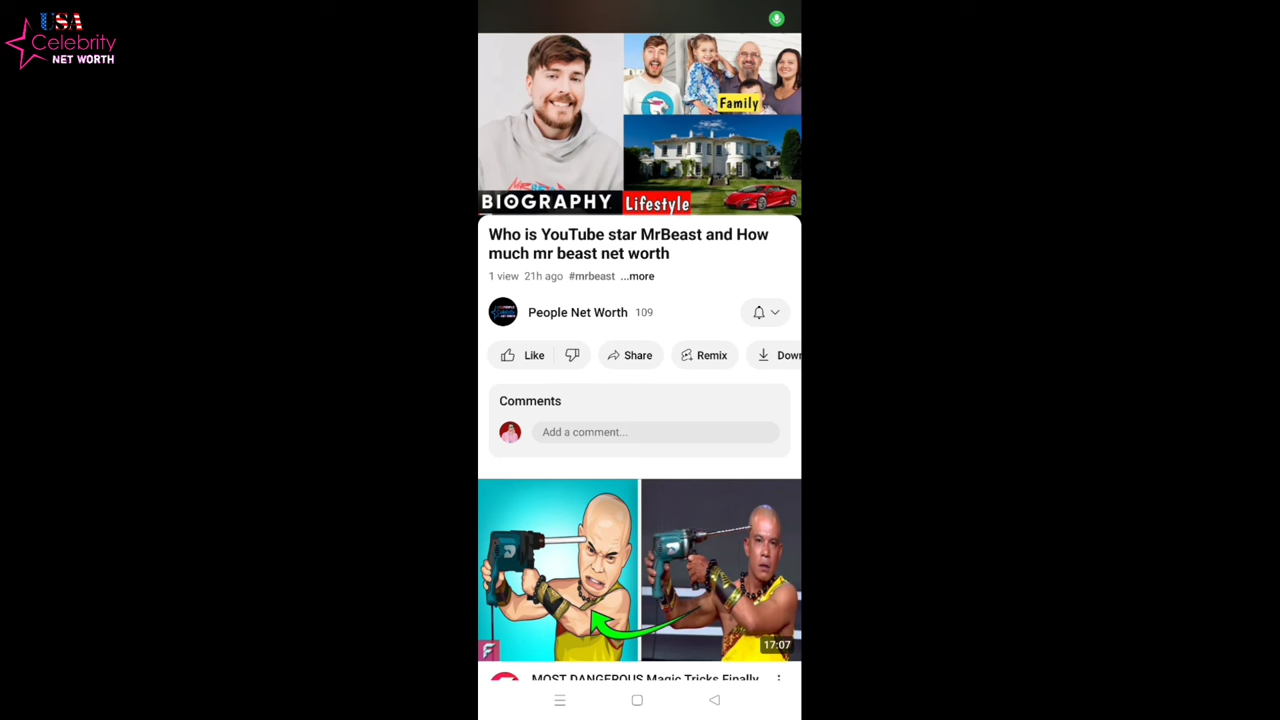 USA
Celebrity
NET WORTH
Family
BIOGRAPHY
Lifestyle
Who is YouTube star MrBeast and How
much mr beast net worth
1 view 21h ago #mrbeast ...more
People Net Worth 109
Like
Share
Remix
Down
Comments
Add a comment...
17:07
MOST DANGEROUS Magic Tricks Finally